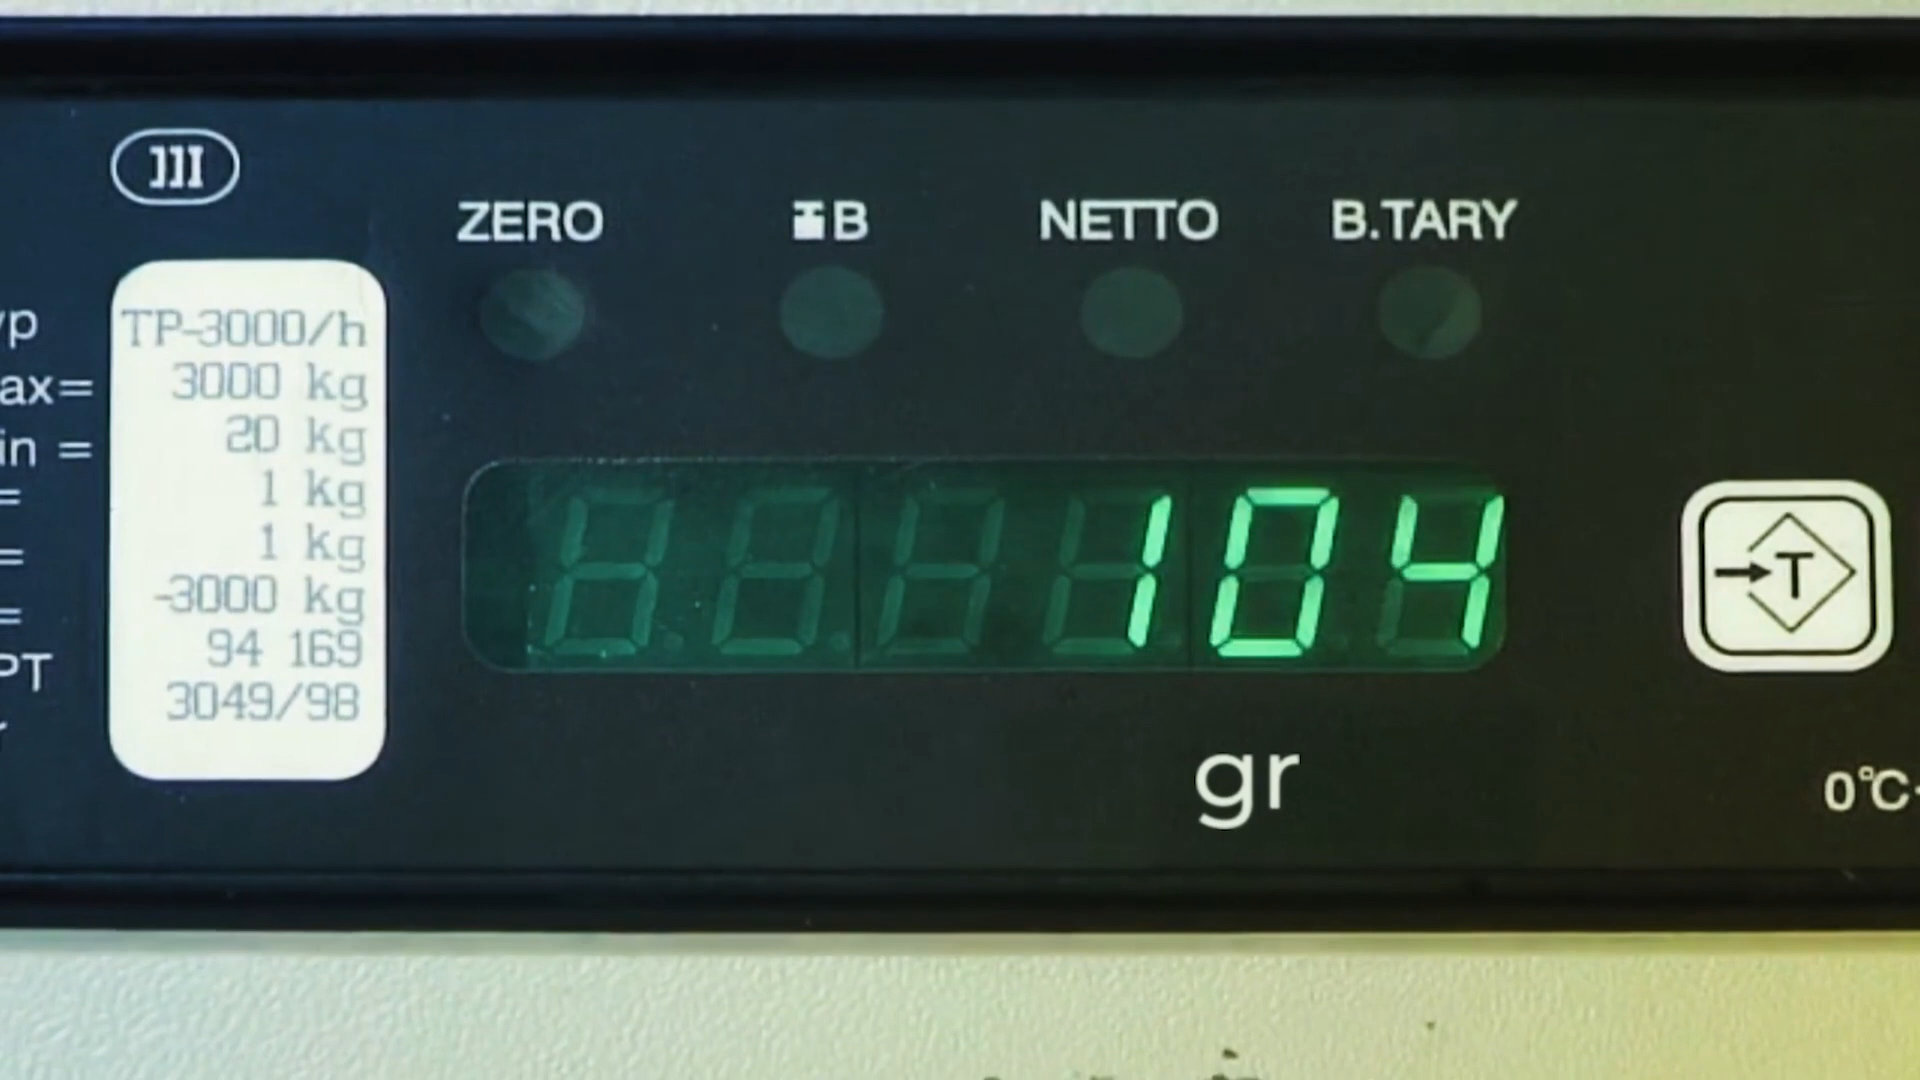 III
ZERO
B
NETTO
B.TARY
TP-3000/h
3000 kg
20 kg
1 kg
1 kg
-3000 kg
94 169
3049/98
ax=
in =
=
=
=
PT
104
gr
T
0°C